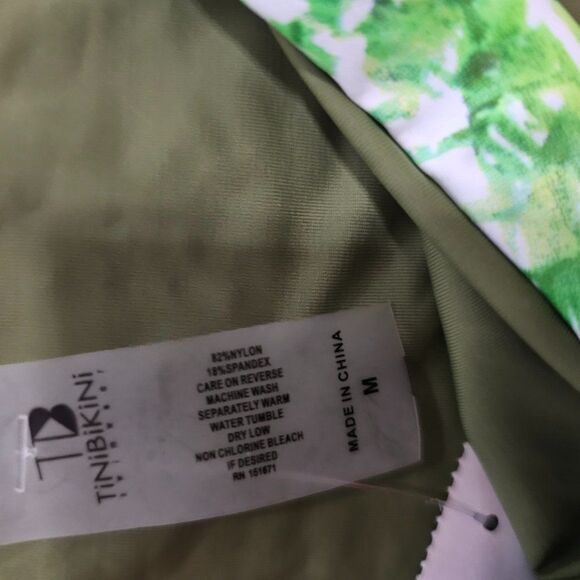 TB
TiNiBiKiNi
82%NYLON
18%SPANDEX
CARE ON REVERSE
MACHINE WASH
SEPARATELY WARM
WATER TUMBLE
DRY LOW
NON CHLORINE BLEACH
IF DESIRED
RN 151671
MADE IN CHINA
M